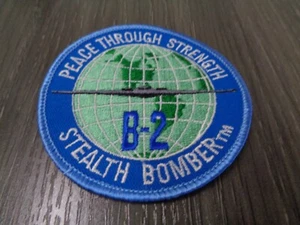 PEACE THROUGH STRENGTH
B-2
STEALTH BOMBER™